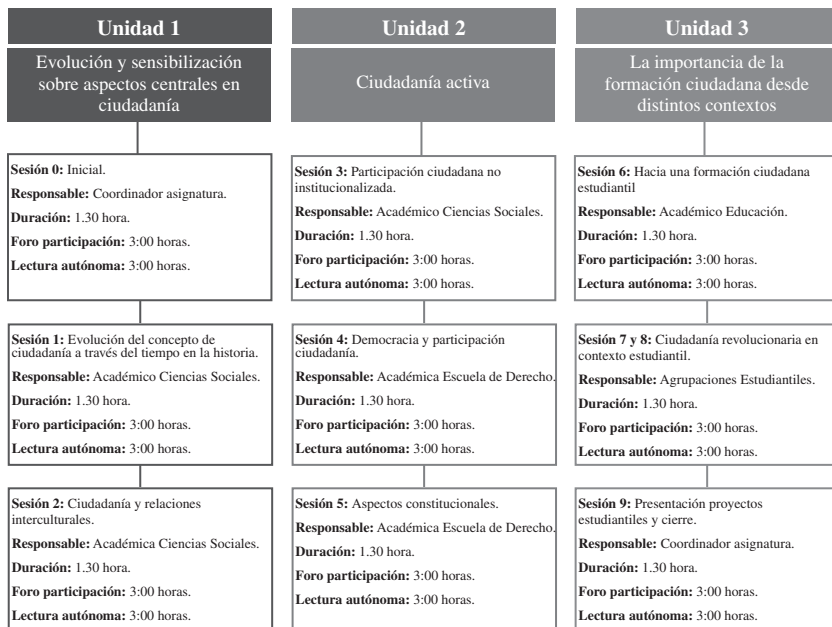 Unidad 1
Evolución y sensibilización
sobre aspectos centrales en
ciudadanía
Sesión 0: Inicial.
Responsable: Coordinador asignatura.
Duración: 1.30 hora.
Foro participación: 3:00 horas.
Lectura autónoma: 3:00 horas.
Sesión 1: Evolución del concepto de
ciudadanía a través del tiempo en la historia.
Responsable: Académico Ciencias Sociales.
Duración: 1.30 hora.
Foro participación: 3:00 horas.
Lectura autónoma: 3:00 horas.
Sesión 2: Ciudadanía y relaciones
interculturales.
Responsable: Académica Ciencias Sociales.
Duración: 1.30 hora.
Foro participación: 3:00 horas.
Lectura autónoma: 3:00 horas.
Unidad 2
Ciudadanía activa
Sesión 3: Participación ciudadana no
institucionalizada.
Responsable: Académico Ciencias Sociales.
Duración: 1.30 hora.
Foro participación: 3:00 horas.
Lectura autónoma: 3:00 horas.
Sesión 4: Democracia y participación
ciudadanía.
Responsable: Académica Escuela de Derecho.
Duración: 1.30 hora.
Foro participación: 3:00 horas.
Lectura autónoma: 3:00 horas.
Sesión 5: Aspectos constitucionales.
Responsable: Académica Escuela de Derecho.
Duración: 1.30 hora.
Foro participación: 3:00 horas.
Lectura autónoma: 3:00 horas.
Unidad 3
La importancia de la
formación ciudadana desde
distintos contextos
Sesión 6: Hacia una formación ciudadana
estudiantil
Responsable: Académico Educación.
Duración: 1.30 hora.
Foro participación: 3:00 horas.
Lectura autónoma: 3:00 horas.
Sesión 7 y 8: Ciudadanía revolucionaria en
contexto estudiantil.
Responsable: Agrupaciones Estudiantiles.
Duración: 1.30 hora.
Foro participación: 3:00 horas.
Lectura autónoma: 3:00 horas.
Sesión 9: Presentación proyectos
estudiantiles y cierre.
Responsable: Coordinador asignatura.
Duración: 1.30 hora.
Foro participación: 3:00 horas.
Lectura autónoma: 3:00 horas.